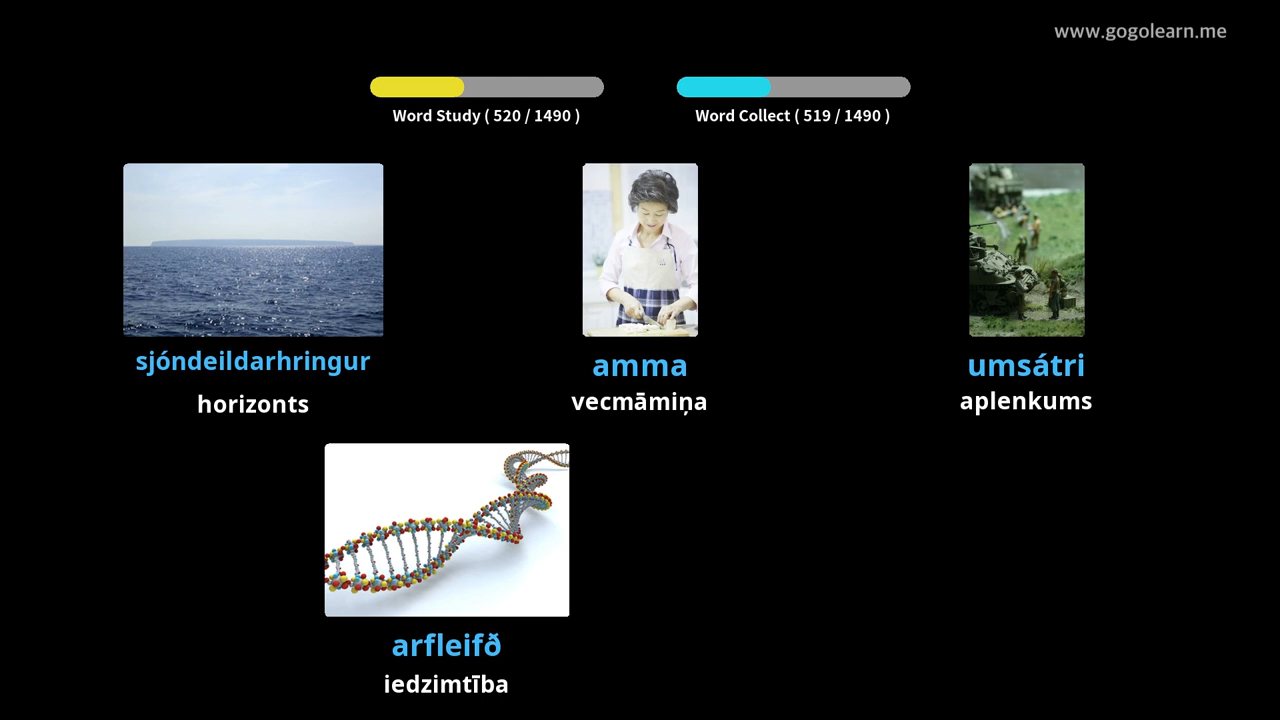 www.gogolearn.me
Word Study ( 520 / 1490 )
Word Collect ( 519 / 1490 )
sjóndeildarhringur
horizonts
amma
vecmāmiņa
umsátri
aplenkums
arfleifð
iedzimtība